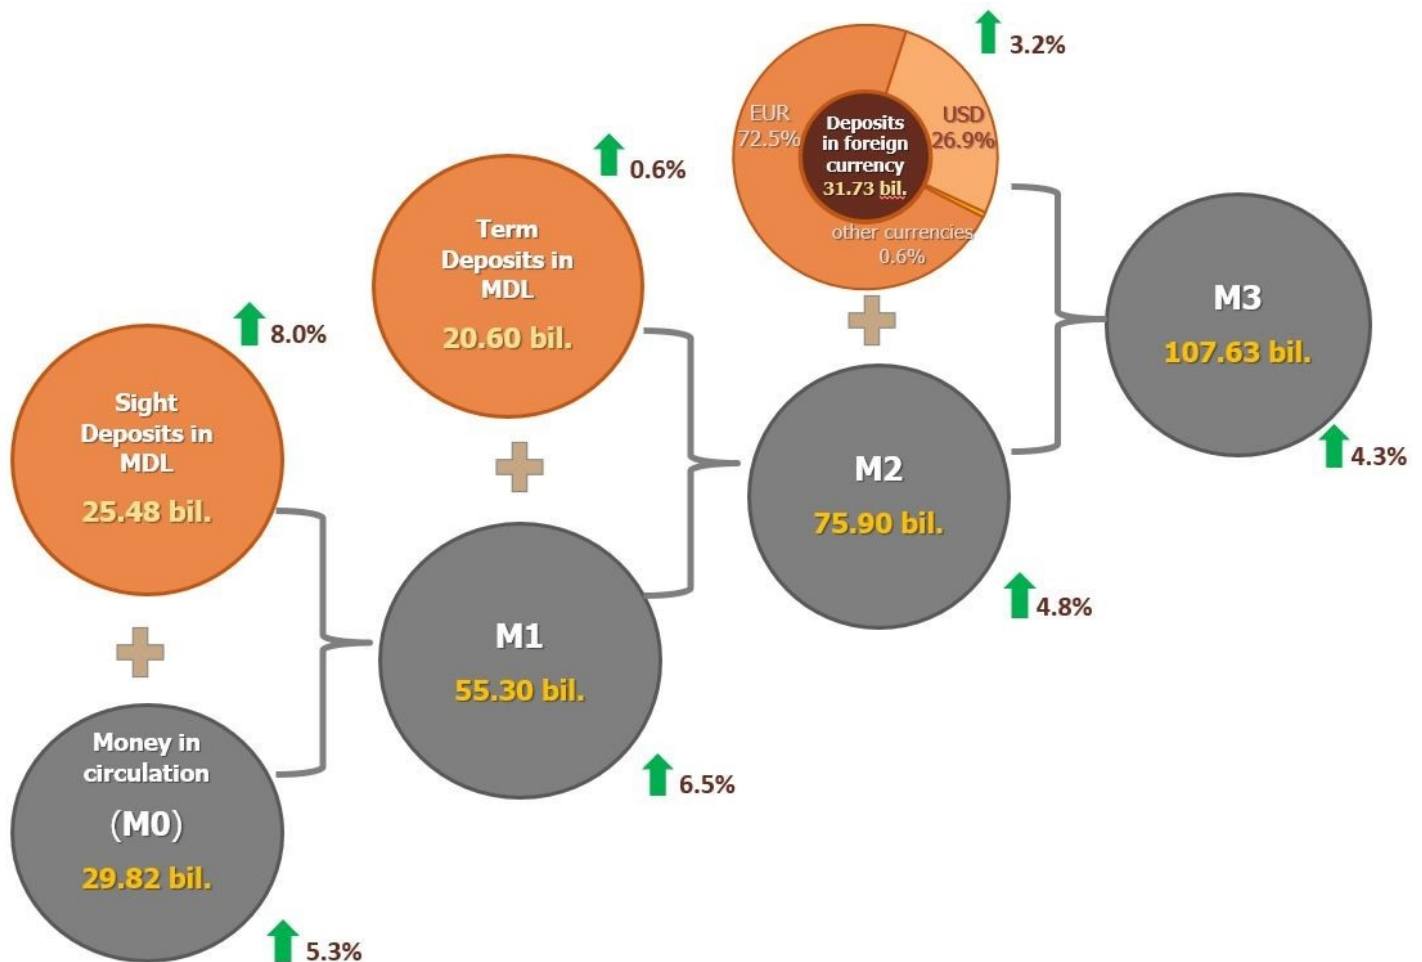 3.2%
EUR
72.5%
Deposits
in foreign
currency
31.73 bil.
USD
26.9%
other currencies
0.6%
0.6%
Term
Deposits in
MDL
20.60 bil.
8.0%
Sight
Deposits in
MDL
25.48 bil.
M3
107.63 bil.
4.3%
M2
75.90 bil.
4.8%
M1
55.30 bil.
6.5%
Money in
circulation
(M0)
29.82 bil.
5.3%